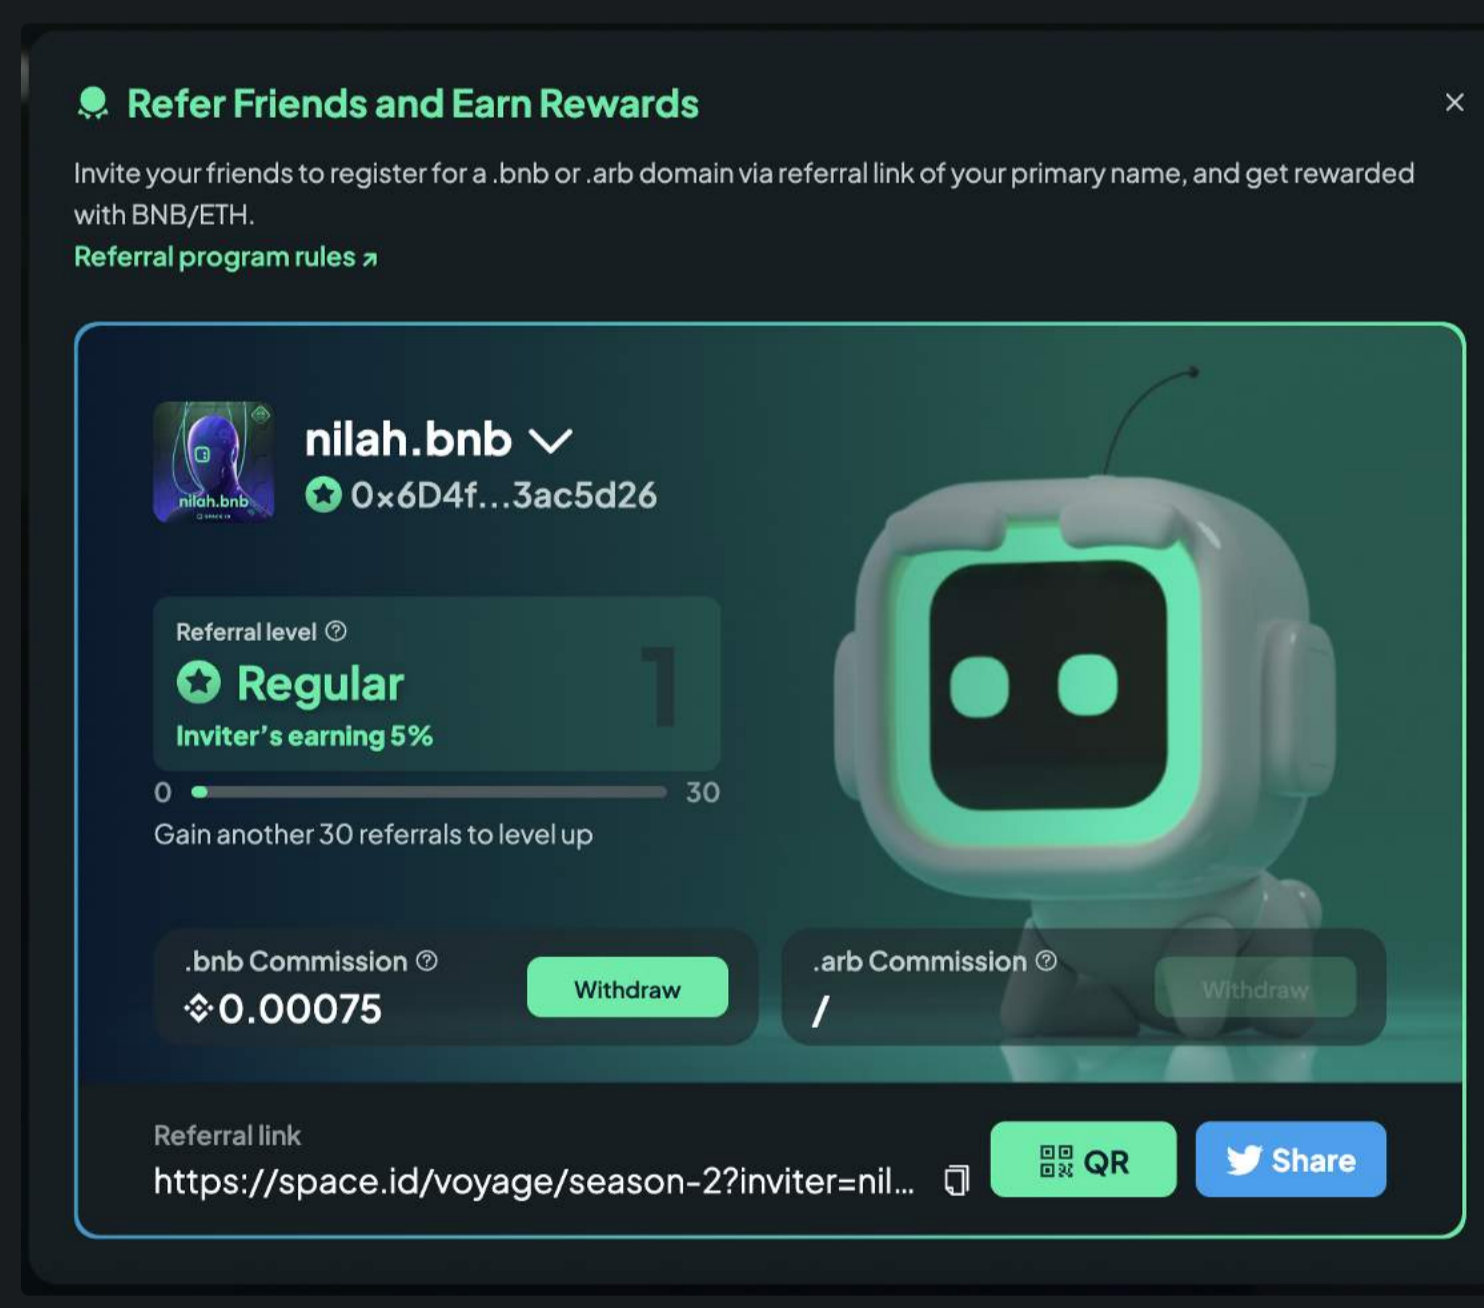 Refer Friends and Earn Rewards
Invite your friends to register for a .bnb or .arb domain via referral link of your primary name, and get rewarded
with BNB/ETH.
Referral program rules ↗
nilah.bnb
0x6D4f...3ac5d26
nilah.bnb
SPACE ID
Referral level
Regular
1
Inviter's earning 5%
0 30
Gain another 30 referrals to level up
.bnb Commission
0.00075
Withdraw
.arb Commission
/
Withdraw
Referral link
https://space.id/voyage/season-2?inviter=nil...
QR
Share